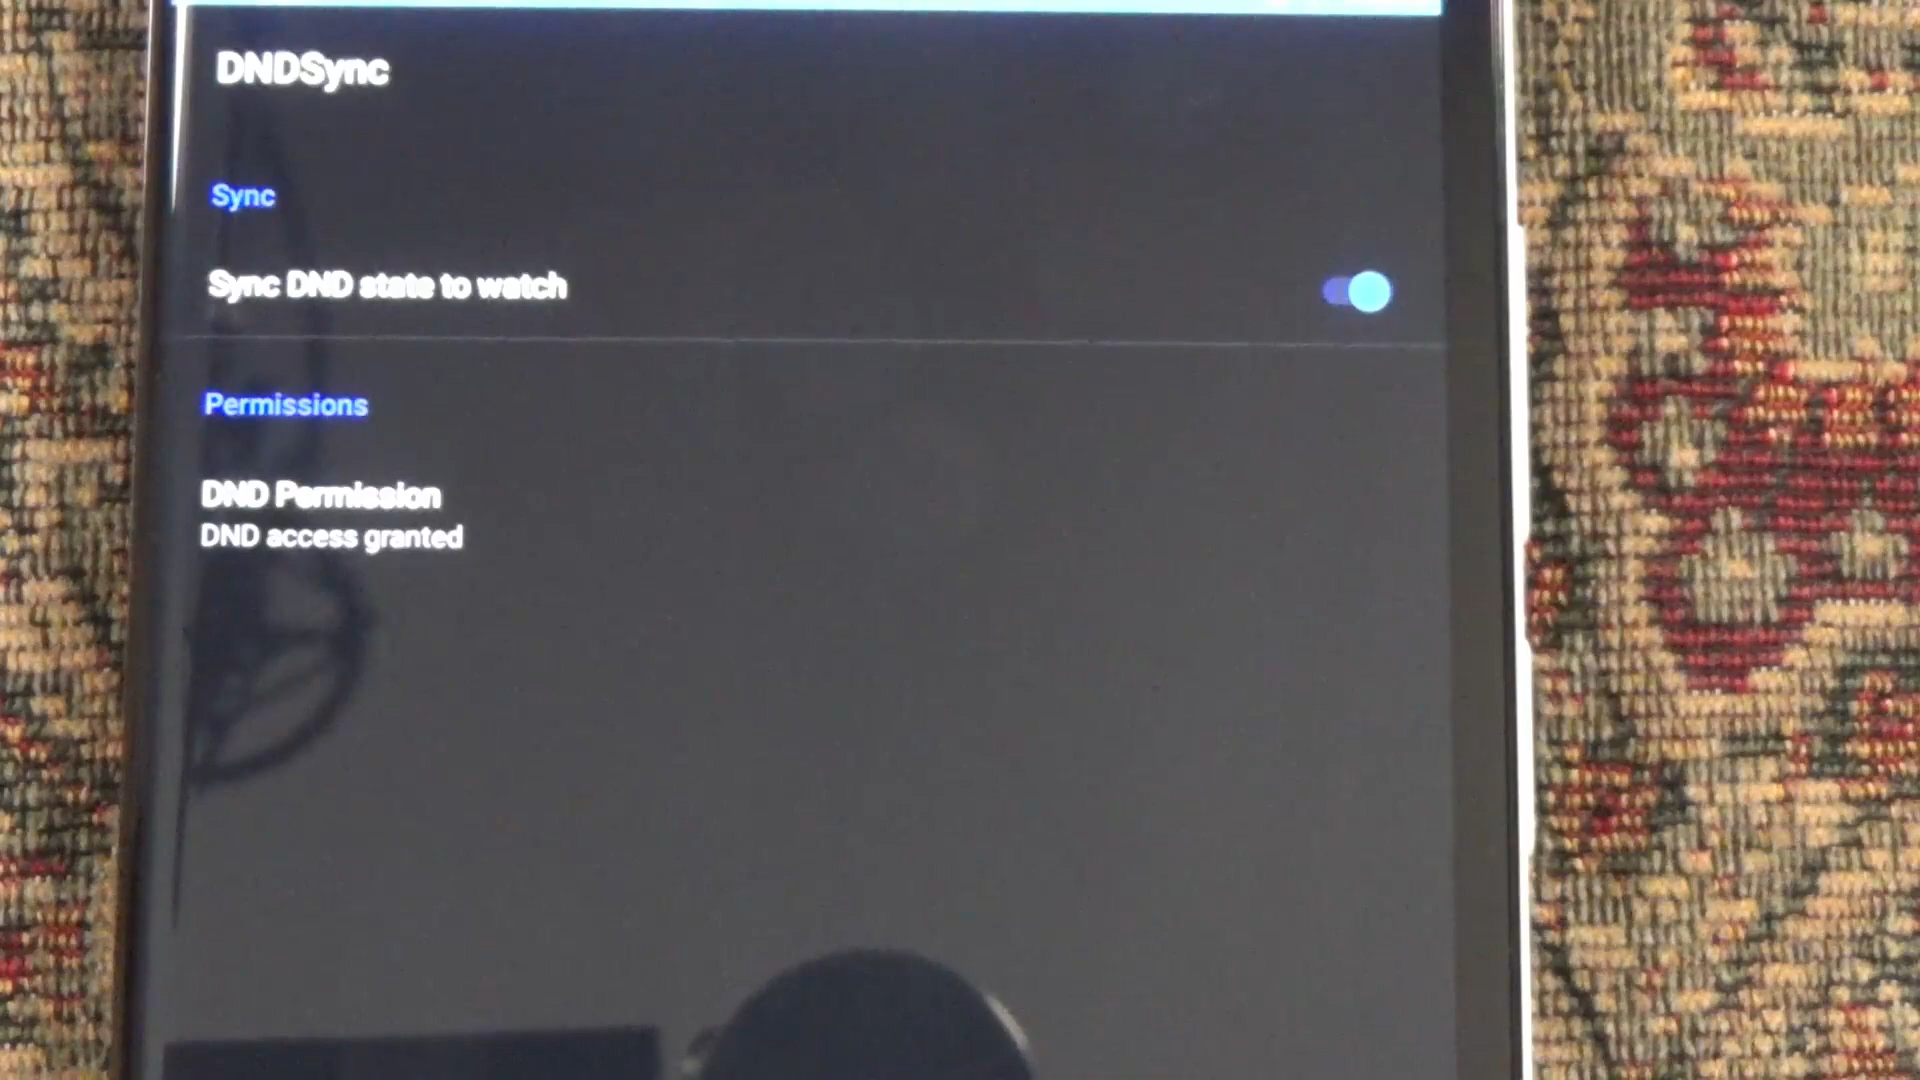 DNDSync
Sync
Sync DND state to watch
Permissions
DND Permission
DND access granted